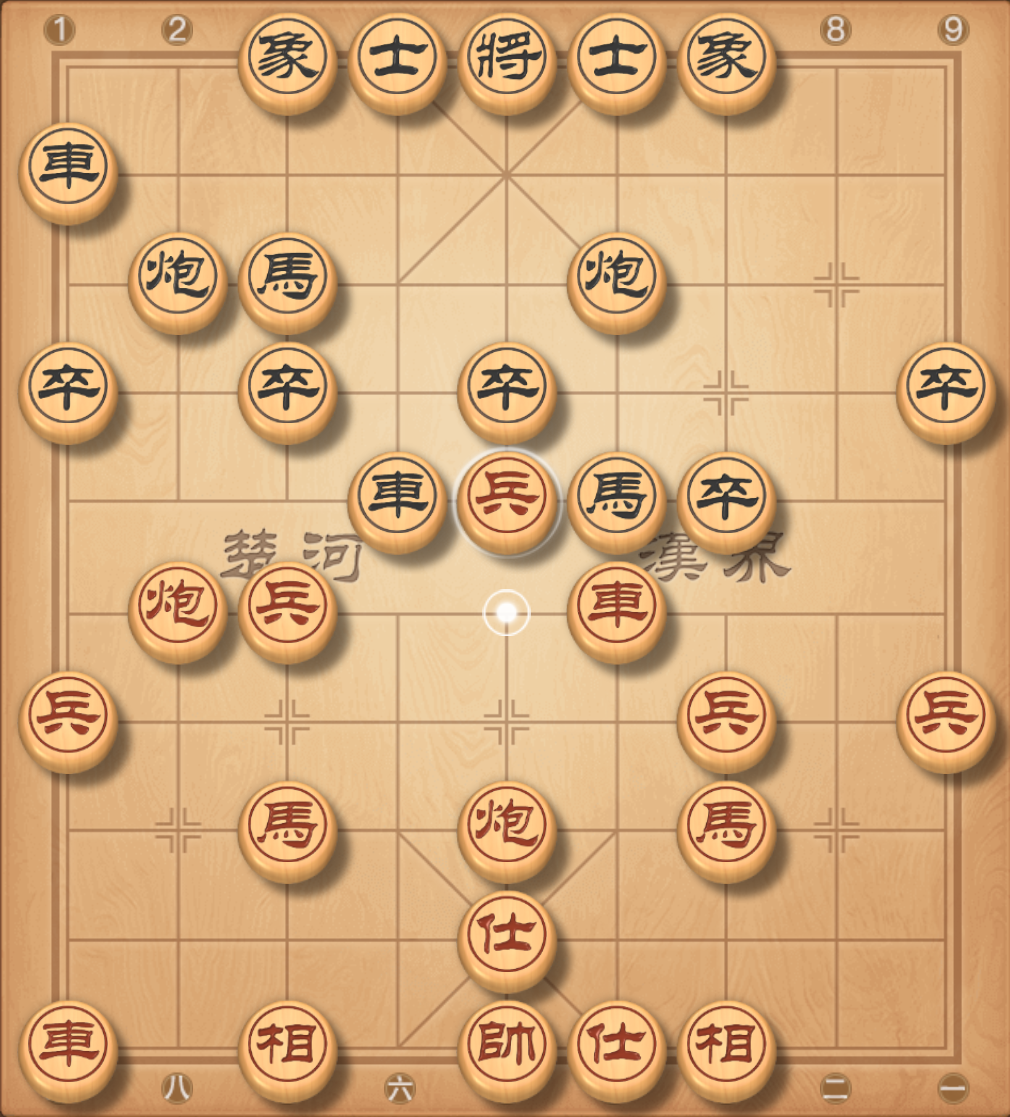 1 2 8 9
象 士 將 士 象
車
炮 馬 炮
卒 卒 卒 卒
車 兵 馬 卒
楚 河 漢 界
炮 兵 車
兵 兵 兵
馬 炮 馬
仕
車 相 帥 仕 相
八 六 二 一